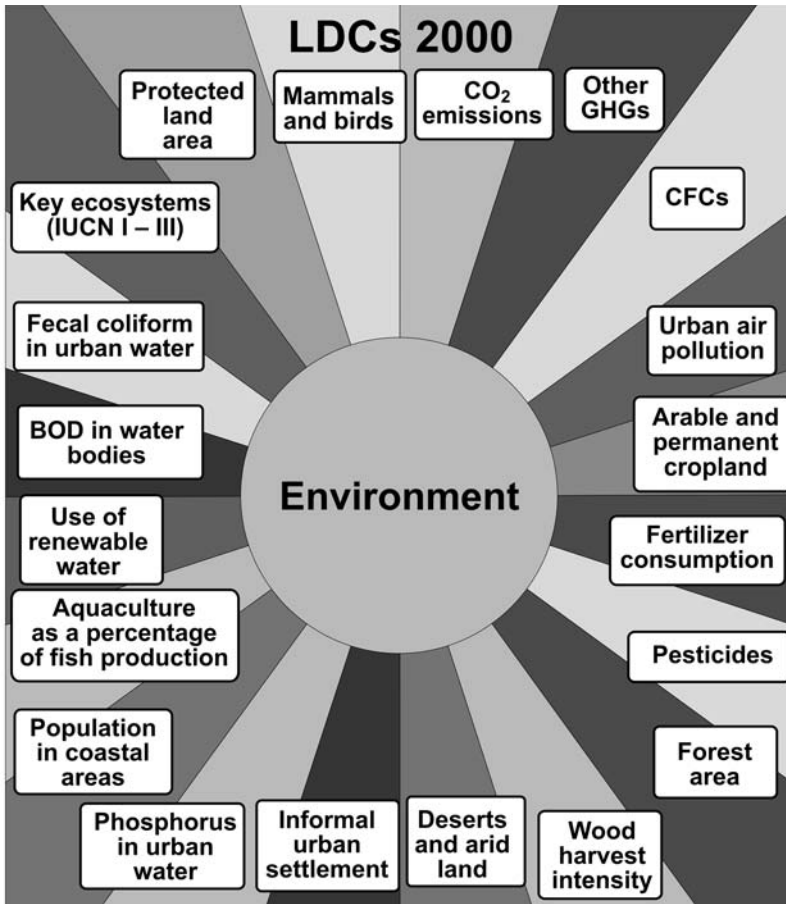 LDCs 2000
Protected
land
area
Mammals
and birds
CO₂
emissions
Other
GHGs
Key ecosystems
(IUCN I – III)
CFCs
Fecal coliform
in urban water
Urban air
pollution
BOD in water
bodies
Arable and
permanent
cropland
Environment
Use of
renewable
water
Fertilizer
consumption
Aquaculture
as a percentage
of fish production
Pesticides
Population
in coastal
areas
Forest
area
Phosphorus
in urban
water
Informal
urban
settlement
Deserts
and arid
land
Wood
harvest
intensity